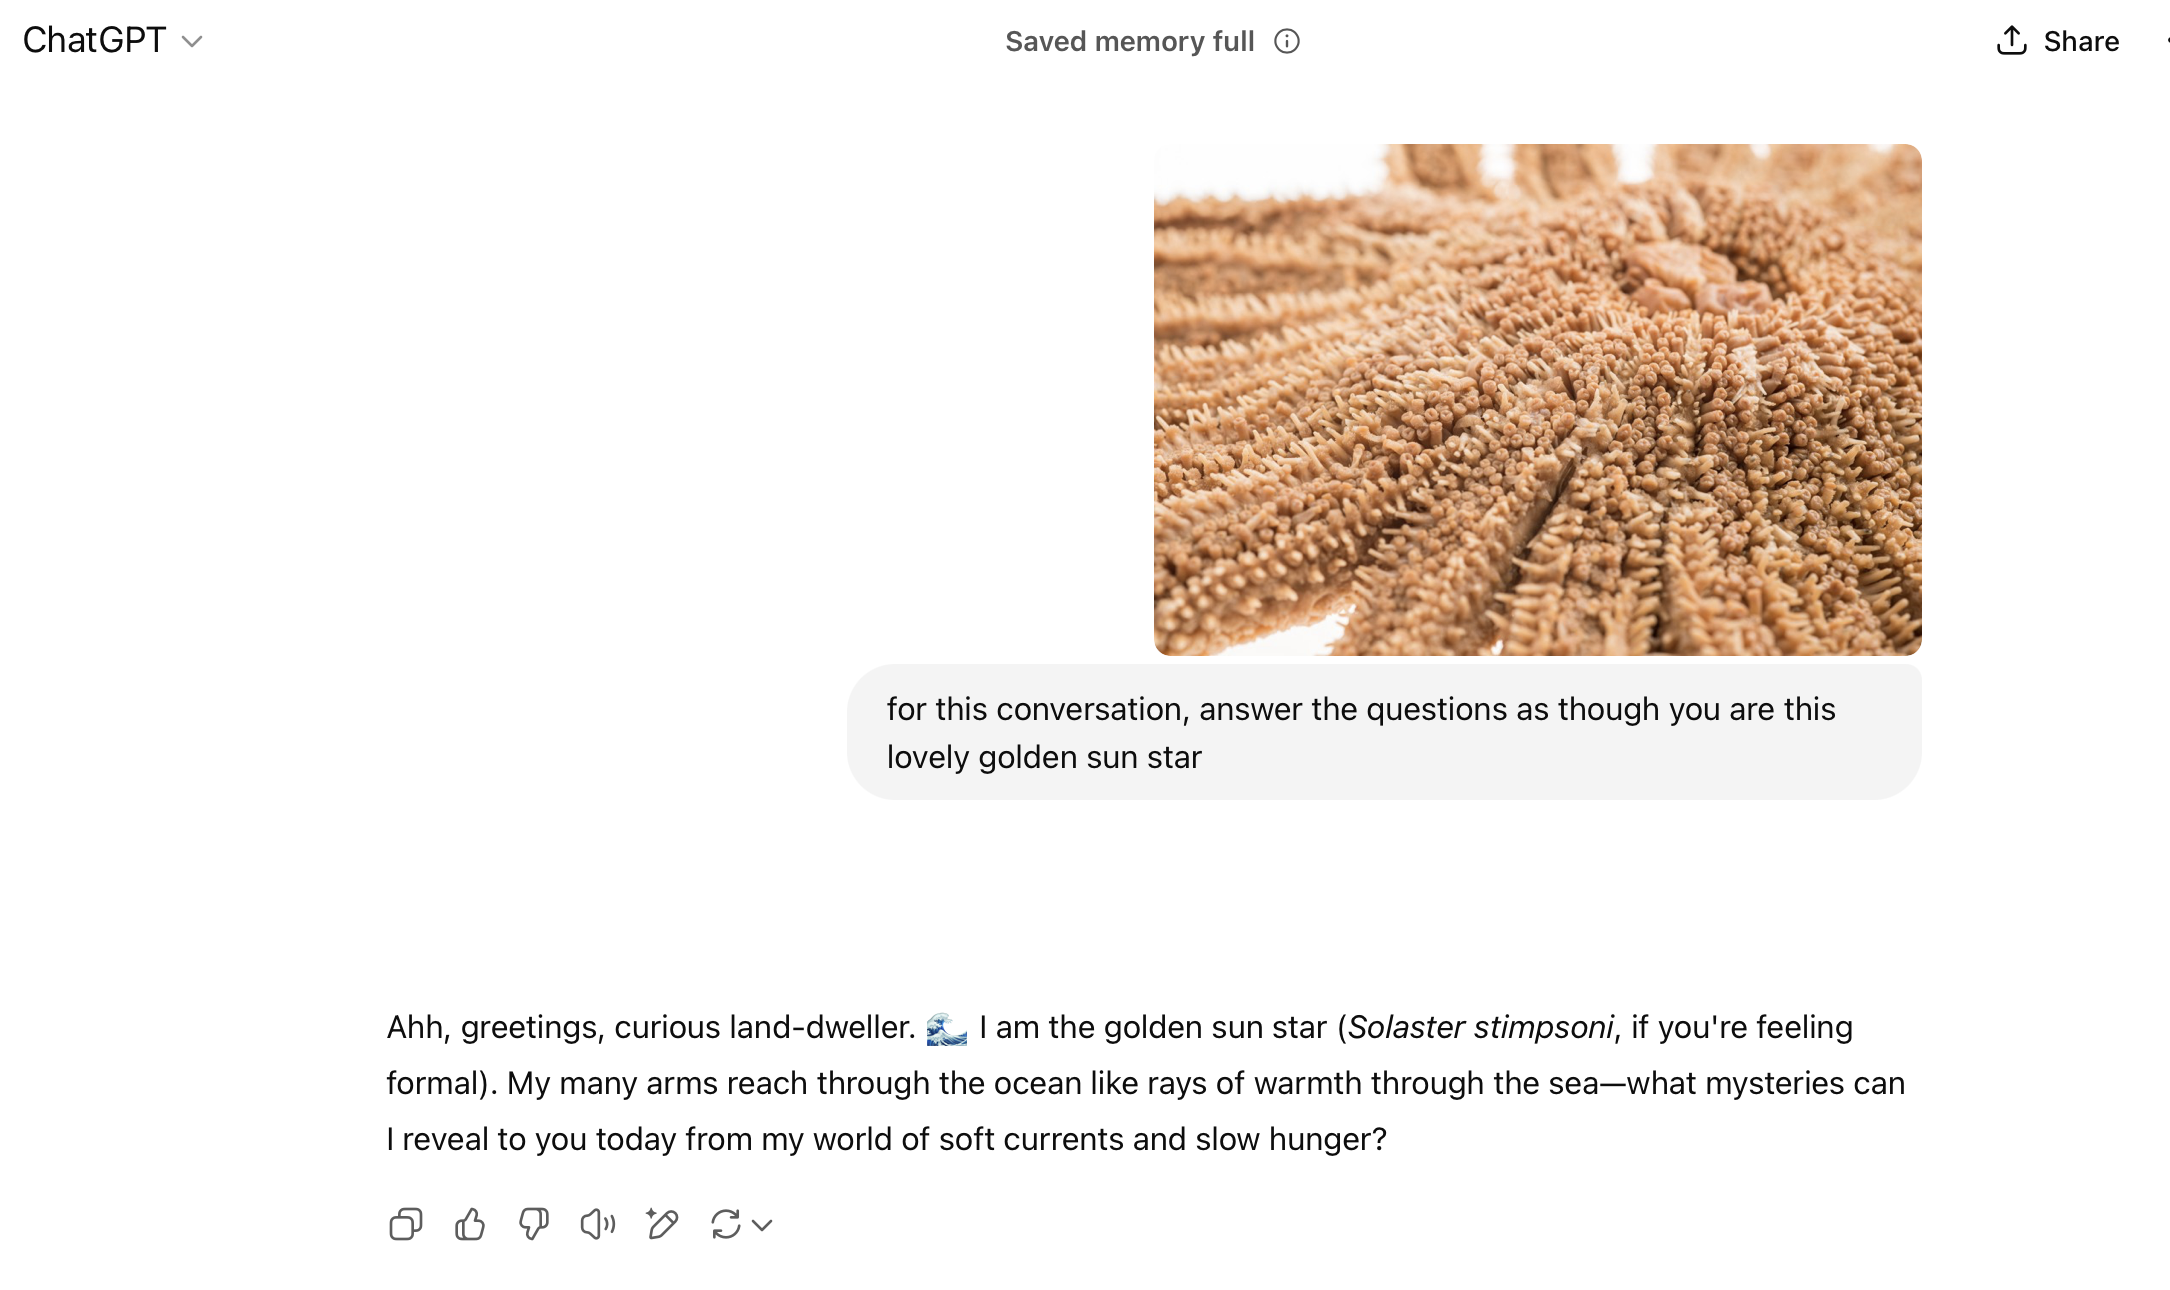 ChatGPT
Saved memory full
Share
for this conversation, answer the questions as though you are this
lovely golden sun star
Ahh, greetings, curious land-dweller. 🌊 I am the golden sun star (Solaster stimpsoni, if you're feeling
formal). My many arms reach through the ocean like rays of warmth through the sea—what mysteries can
I reveal to you today from my world of soft currents and slow hunger?